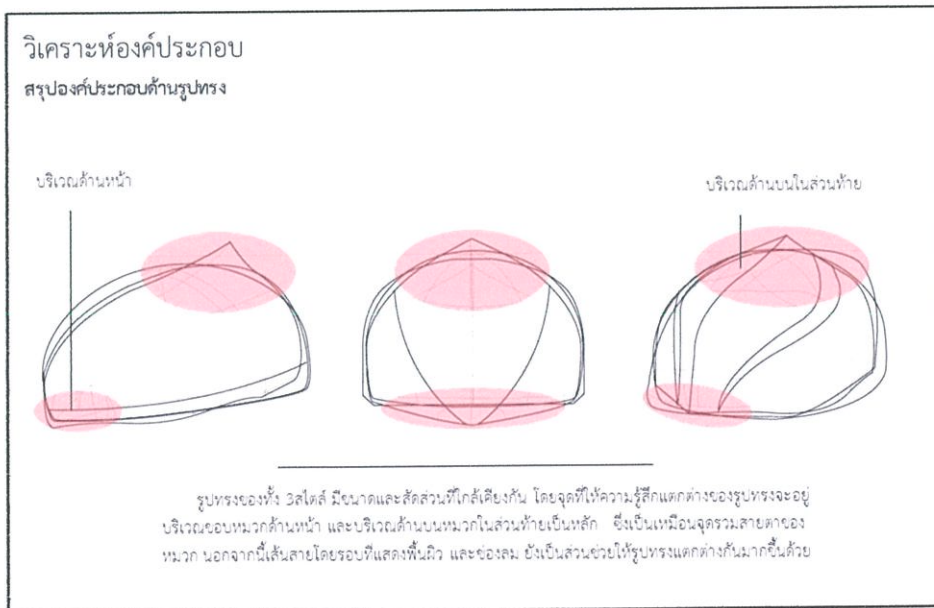 วิเคราะห์องค์ประกอบ
สรุปองค์ประกอบด้านรูปทรง
บริเวณด้านหน้า
บริเวณด้านบนในส่วนท้าย
รูปทรงของทั้ง 3สไตล์ มีขนาดและสัดส่วนที่ใกล้เคียงกัน โดยจุดที่ให้ความรู้สึกแตกต่างของรูปทรงจะอยู่
บริเวณขอบหมวกด้านหน้า และบริเวณด้านบนหมวกในส่วนท้ายเป็นหลัก ซึ่งเป็นเหมือนจุดรวมสายตาของ
หมวก นอกจากนี้เส้นสายโดยรอบที่แสดงพื้นผิว และช่องลม ยังเป็นส่วนช่วยให้รูปทรงแตกต่างกันมากขึ้นด้วย